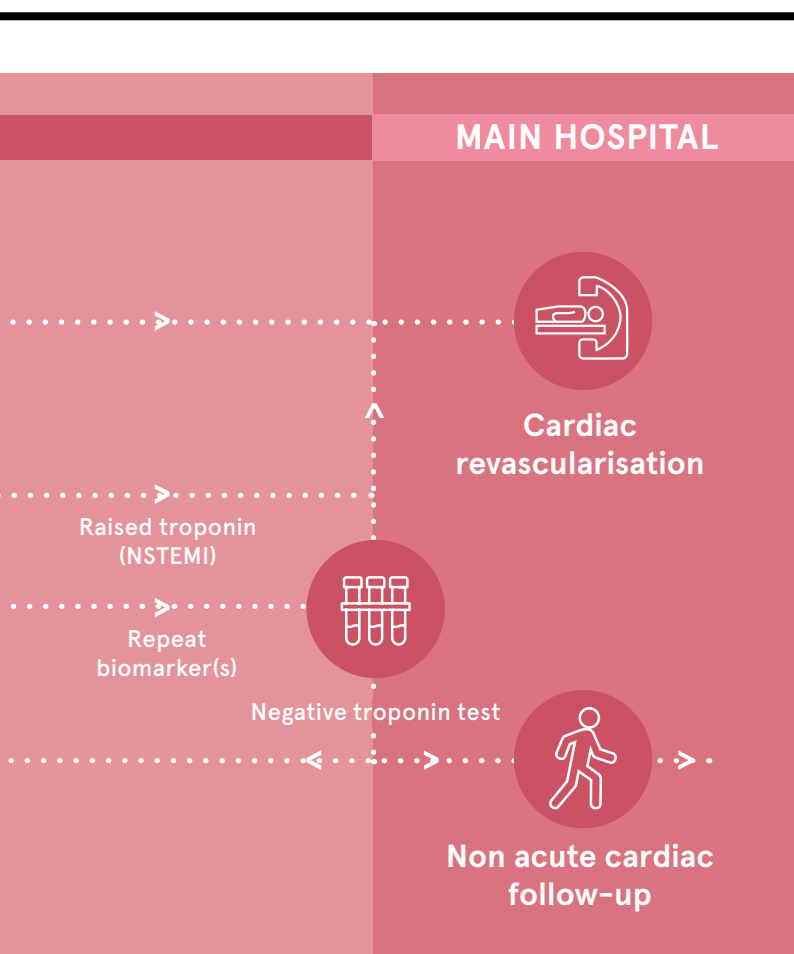 MAIN HOSPITAL
Cardiac
revascularisation
Raised troponin
(NSTEMI)
Repeat
biomarker(s)
Negative troponin test
Non acute cardiac
follow-up